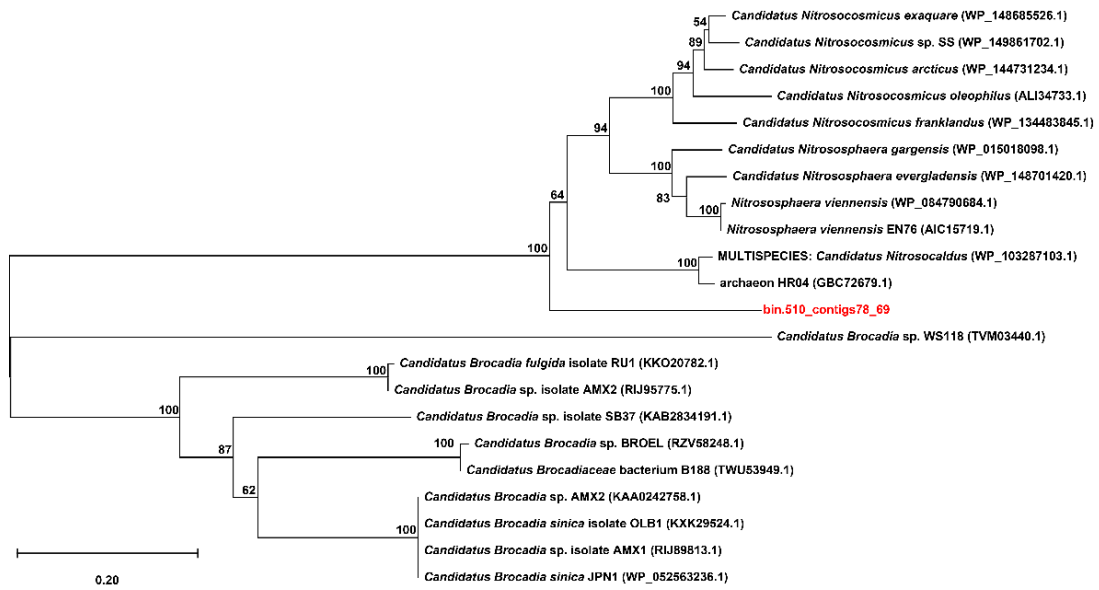 Candidatus Nitrosocosmicus exaquare (WP_148685526.1)
54
Candidatus Nitrosocosmicus sp. SS (WP_149861702.1)
89
94
Candidatus Nitrosocosmicus arcticus (WP_144731234.1)
100
Candidatus Nitrosocosmicus oleophilus (ALI34733.1)
Candidatus Nitrosocosmicus franklandus (WP_134483845.1)
94
Candidatus Nitrososphaera gargensis (WP_015018098.1)
100
Candidatus Nitrososphaera evergladensis (WP_148701420.1)
83
Nitrososphaera viennensis (WP_084790684.1)
64
100
Nitrososphaera viennensis EN76 (AIC15719.1)
100
MULTISPECIES: Candidatus Nitrosocaldus (WP_103287103.1)
100
archaeon HR04 (GBC72679.1)
bin.510_contigs78_69
Candidatus Brocadia sp. WS118 (TVM03440.1)
Candidatus Brocadia fulgida isolate RU1 (KKO20782.1)
100
Candidatus Brocadia sp. isolate AMX2 (RIJ95775.1)
100
Candidatus Brocadia sp. isolate SB37 (KAB2834191.1)
87
100
Candidatus Brocadia sp. BROEL (RZV58248.1)
Candidatus Brocadiaceae bacterium B188 (TWU53949.1)
62
Candidatus Brocadia sp. AMX2 (KAA0242758.1)
Candidatus Brocadia sinica isolate OLB1 (KXK29524.1)
100
Candidatus Brocadia sp. isolate AMX1 (RIJ89813.1)
Candidatus Brocadia sinica JPN1 (WP_052563236.1)
0.20